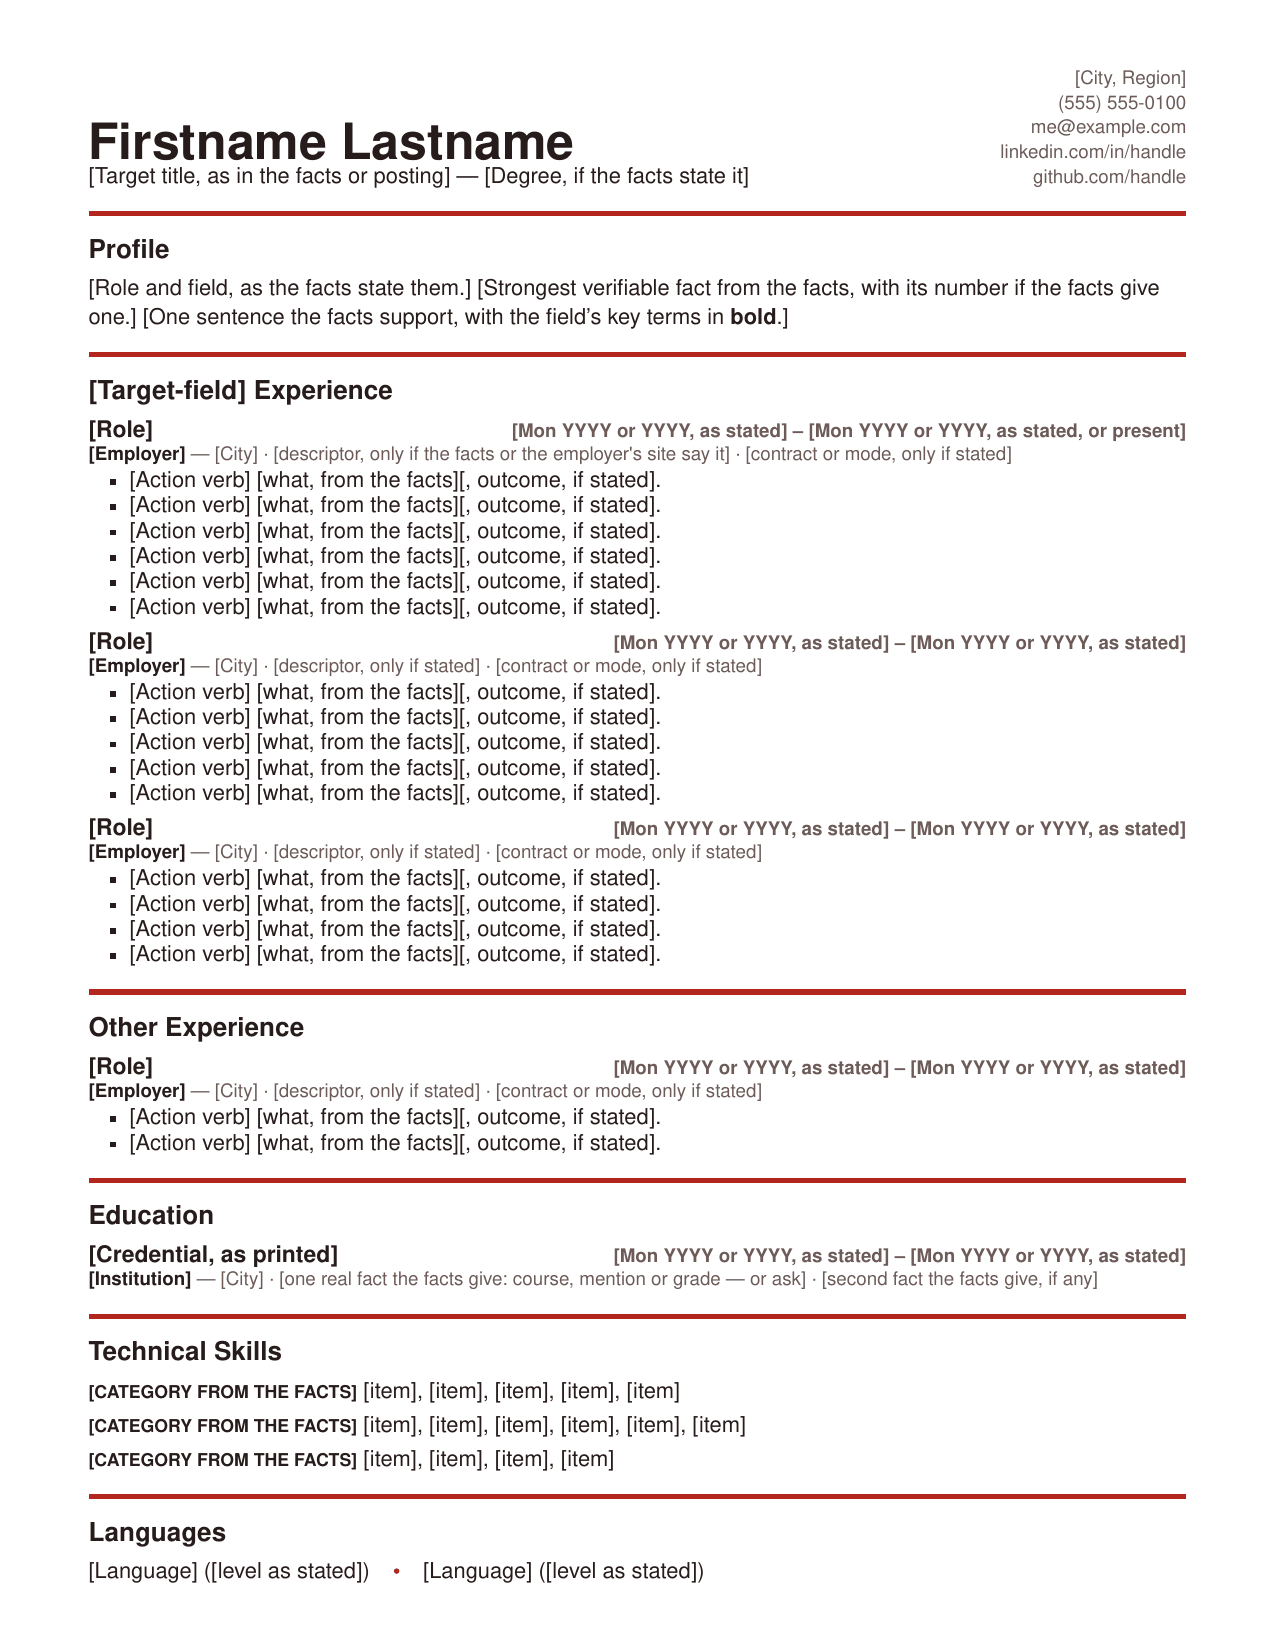 Firstname Lastname
[Target title, as in the facts or posting] — [Degree, if the facts state it]
[City, Region]
(555) 555-0100
me@example.com
linkedin.com/in/handle
github.com/handle
Profile
[Role and field, as the facts state them.] [Strongest verifiable fact from the facts, with its number if the facts give
one.] [One sentence the facts support, with the field’s key terms in bold.]
[Target-field] Experience
[Role] [Mon YYYY or YYYY, as stated] – [Mon YYYY or YYYY, as stated, or present]
[Employer] — [City] · [descriptor, only if the facts or the employer's site say it] · [contract or mode, only if stated]
▪ [Action verb] [what, from the facts][, outcome, if stated].
▪ [Action verb] [what, from the facts][, outcome, if stated].
▪ [Action verb] [what, from the facts][, outcome, if stated].
▪ [Action verb] [what, from the facts][, outcome, if stated].
▪ [Action verb] [what, from the facts][, outcome, if stated].
▪ [Action verb] [what, from the facts][, outcome, if stated].
[Role] [Mon YYYY or YYYY, as stated] – [Mon YYYY or YYYY, as stated]
[Employer] — [City] · [descriptor, only if stated] · [contract or mode, only if stated]
▪ [Action verb] [what, from the facts][, outcome, if stated].
▪ [Action verb] [what, from the facts][, outcome, if stated].
▪ [Action verb] [what, from the facts][, outcome, if stated].
▪ [Action verb] [what, from the facts][, outcome, if stated].
▪ [Action verb] [what, from the facts][, outcome, if stated].
[Role] [Mon YYYY or YYYY, as stated] – [Mon YYYY or YYYY, as stated]
[Employer] — [City] · [descriptor, only if stated] · [contract or mode, only if stated]
▪ [Action verb] [what, from the facts][, outcome, if stated].
▪ [Action verb] [what, from the facts][, outcome, if stated].
▪ [Action verb] [what, from the facts][, outcome, if stated].
▪ [Action verb] [what, from the facts][, outcome, if stated].
Other Experience
[Role] [Mon YYYY or YYYY, as stated] – [Mon YYYY or YYYY, as stated]
[Employer] — [City] · [descriptor, only if stated] · [contract or mode, only if stated]
▪ [Action verb] [what, from the facts][, outcome, if stated].
▪ [Action verb] [what, from the facts][, outcome, if stated].
Education
[Credential, as printed] [Mon YYYY or YYYY, as stated] – [Mon YYYY or YYYY, as stated]
[Institution] — [City] · [one real fact the facts give: course, mention or grade — or ask] · [second fact the facts give, if any]
Technical Skills
[CATEGORY FROM THE FACTS] [item], [item], [item], [item], [item]
[CATEGORY FROM THE FACTS] [item], [item], [item], [item], [item], [item]
[CATEGORY FROM THE FACTS] [item], [item], [item], [item]
Languages
[Language] ([level as stated]) • [Language] ([level as stated])